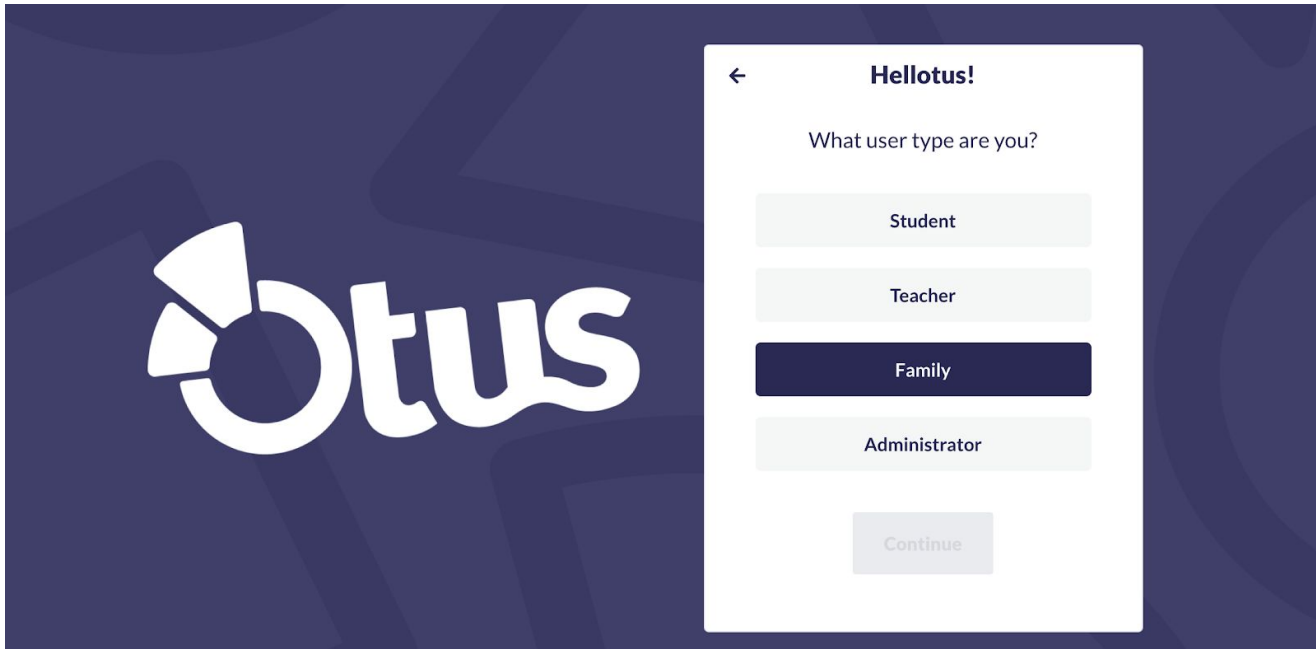 Otus
Hellotus!
What user type are you?
Student
Teacher
Family
Administrator
Continue